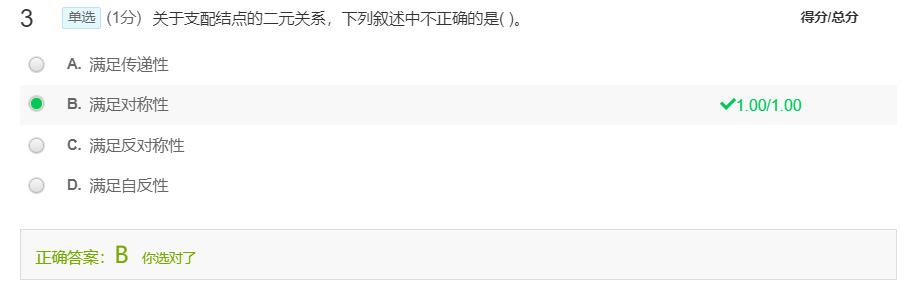 3 单选 (1分) 关于支配结点的二元关系，下列叙述中不正确的是( )。 得分/总分
A. 满足传递性
B. 满足对称性 1.00/1.00
C. 满足反对称性
D. 满足自反性
正确答案：B 你选对了